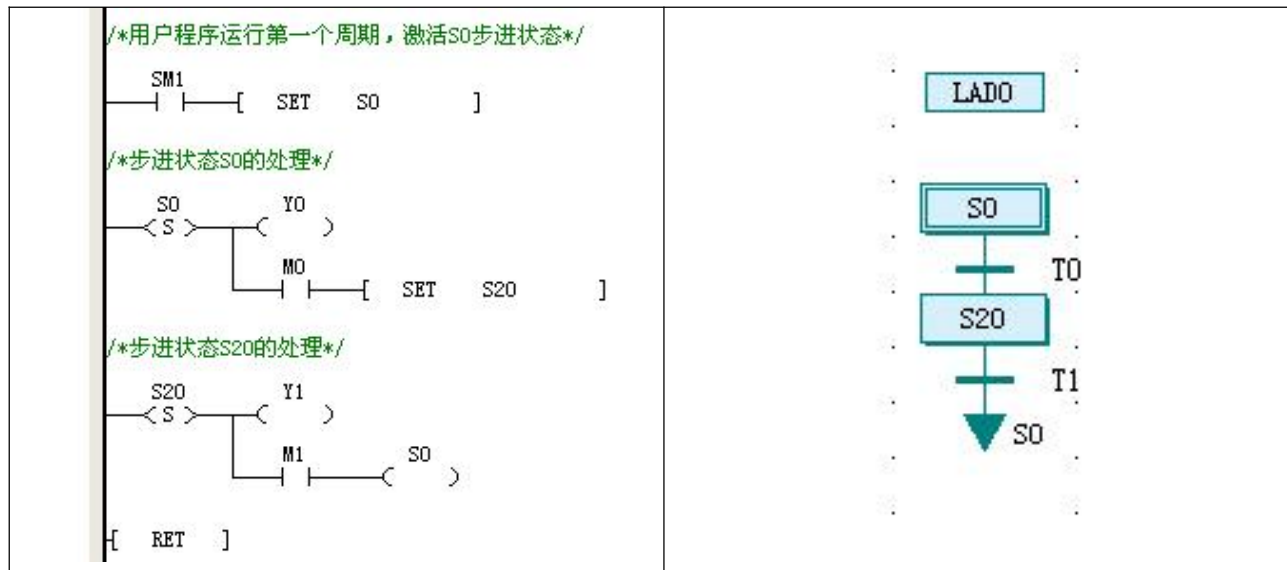 /*用户程序运行第一个周期，激活S0步进状态*/
SM1
[ SET S0 ]
/*步进状态S0的处理*/
S0 Y0
S
M0
[ SET S20 ]
/*步进状态S20的处理*/
S20 Y1
S
M1 S0
[ RET ]
LAD0
S0
T0
S20
T1
S0